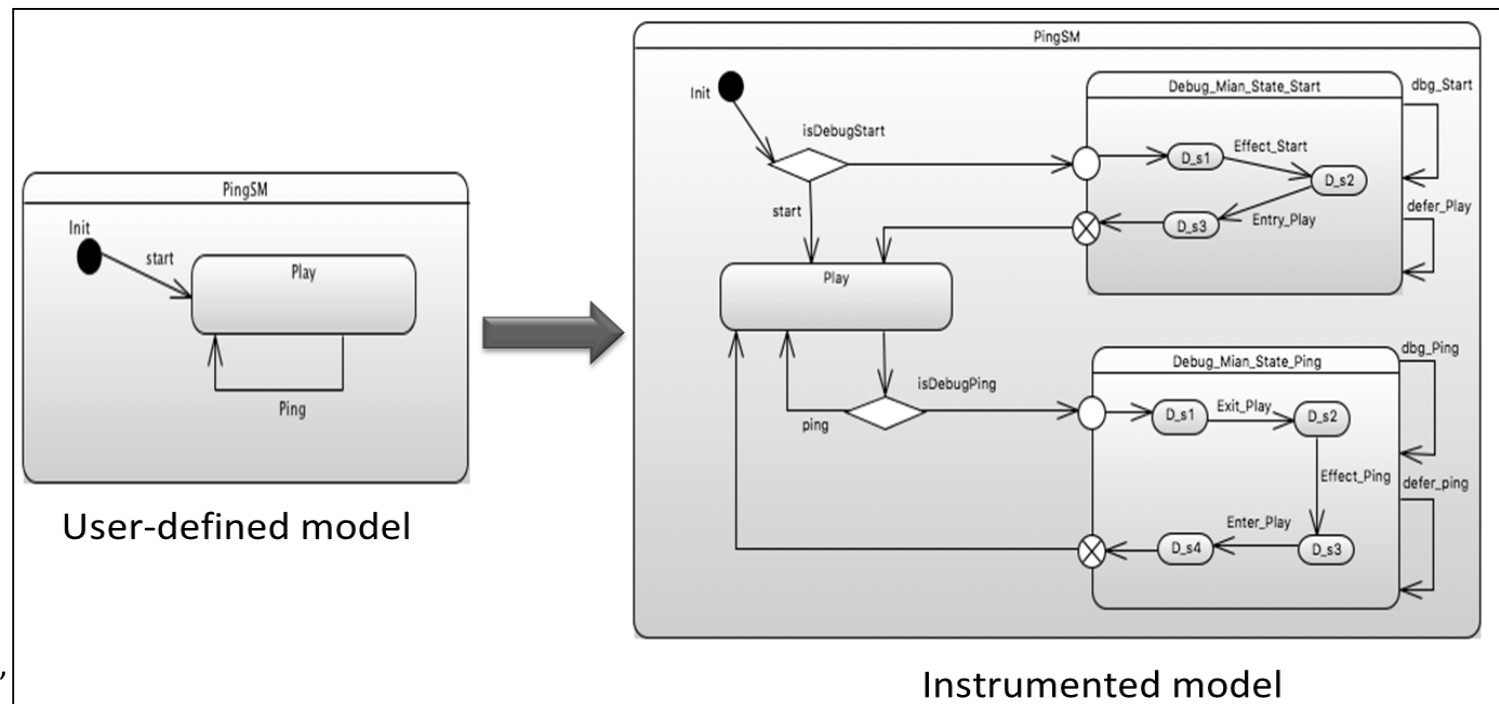 PingSM
Init
start
Play
Ping
User-defined model
PingSM
Init
isDebugStart
start
Debug_Mian_State_Start
dbg_Start
D_s1
Effect_Start
D_s2
defer_Play
Entry_Play
D_s3
Play
isDebugPing
ping
Debug_Mian_State_Ping
dbg_Ping
D_s1
Exit_Play
D_s2
Effect_Ping
defer_ping
Enter_Play
D_s4
D_s3
Instrumented model
,